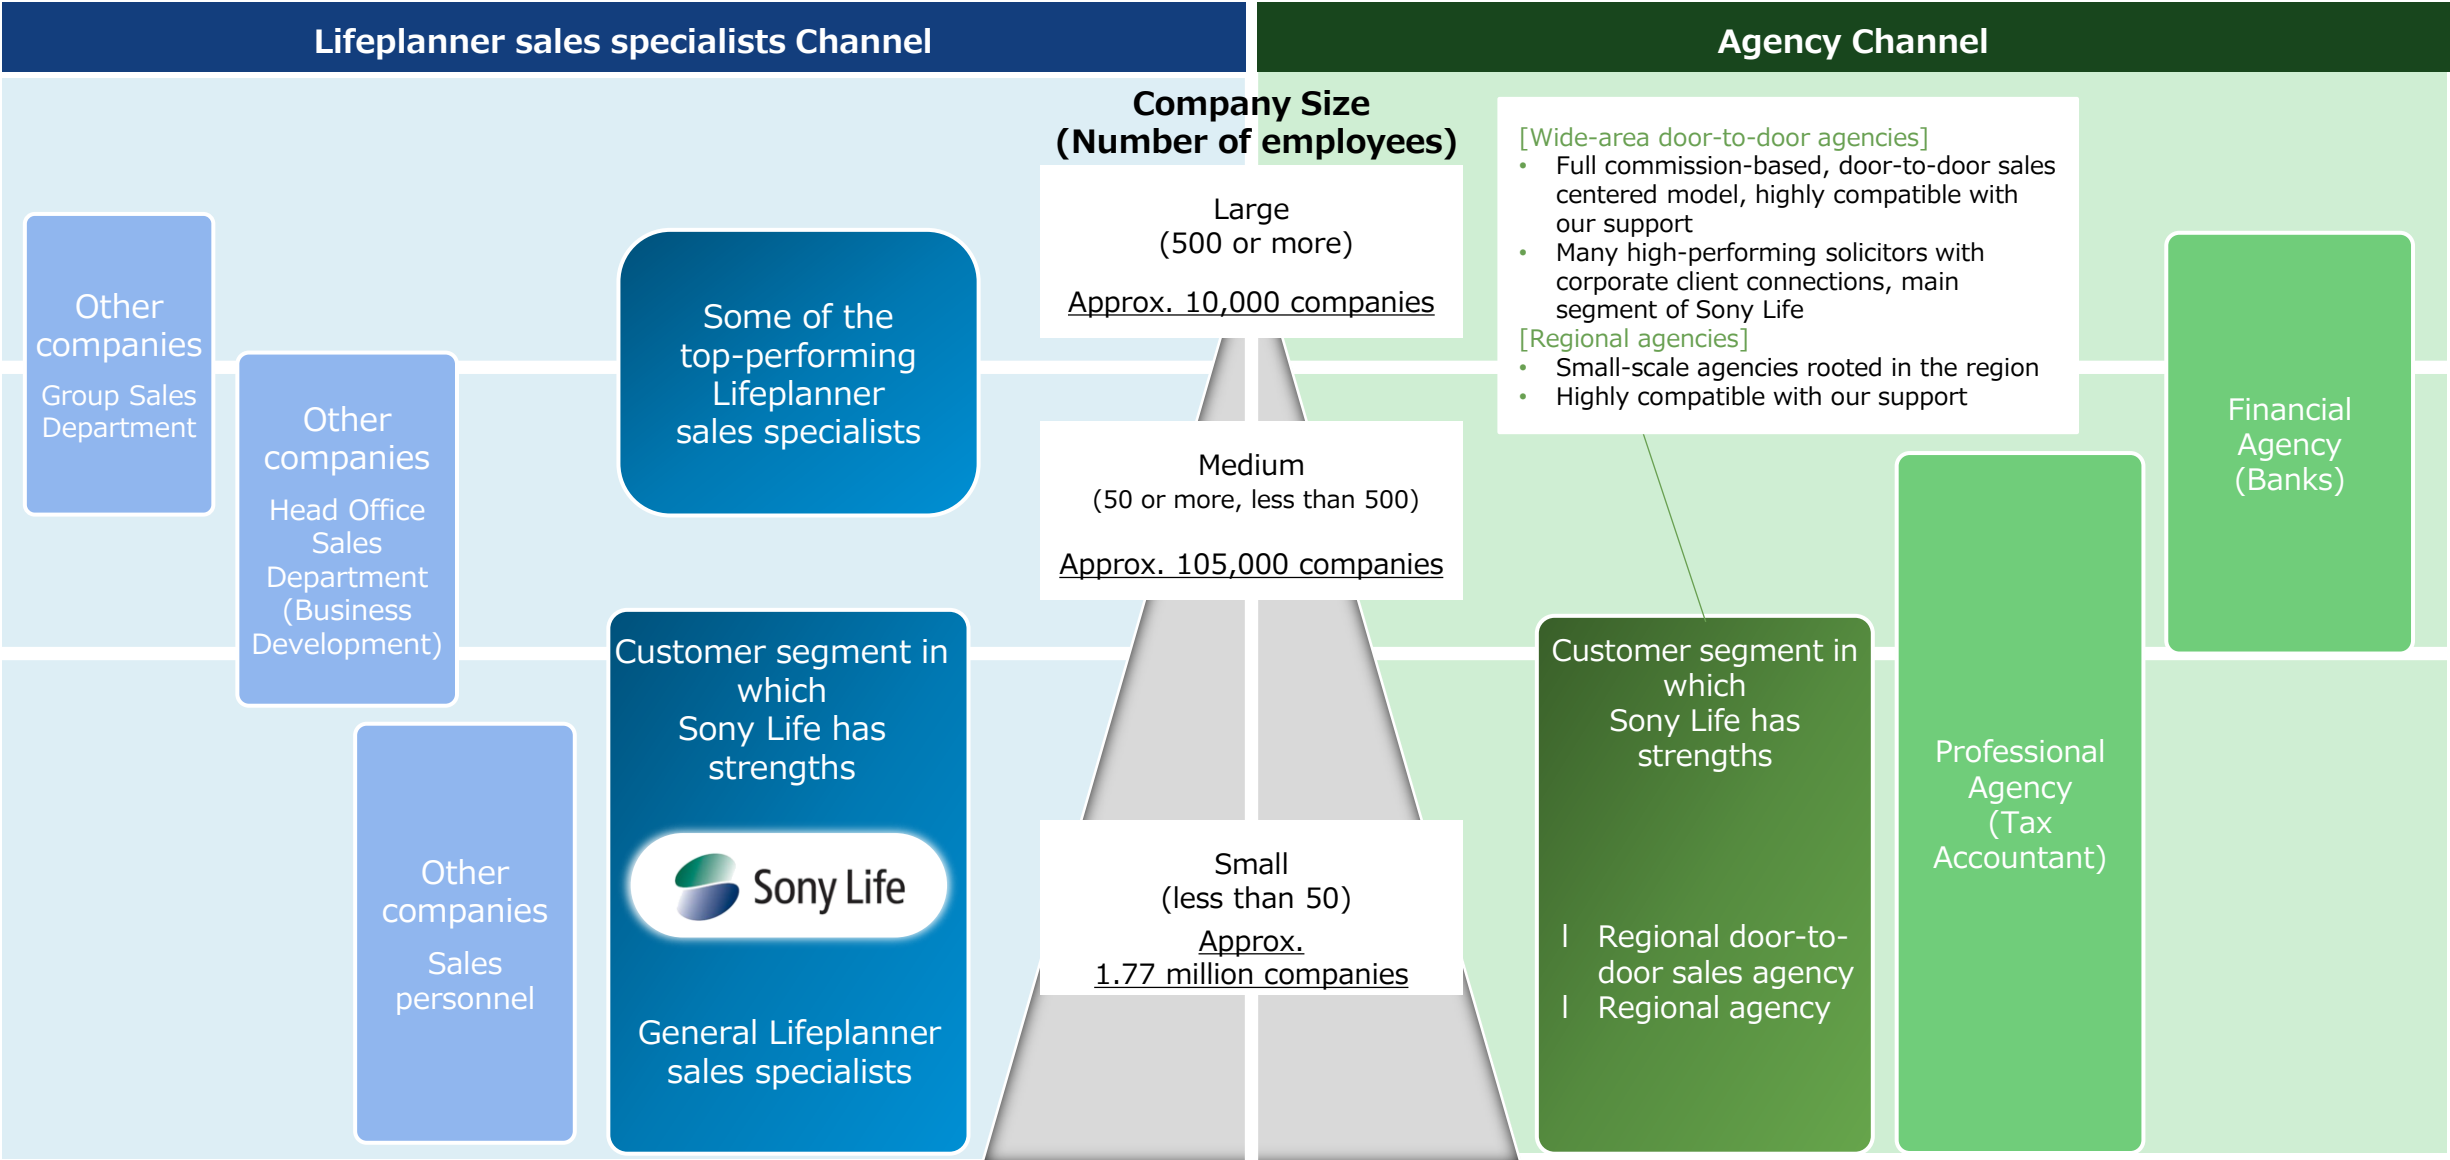 Lifeplanner sales specialists Channel
Agency Channel
Company Size
(Number of employees)
Large
(500 or more)
Approx. 10,000 companies
Medium
(50 or more, less than 500)
Approx. 105,000 companies
Small
(less than 50)
Approx.
1.77 million companies
Other
companies
Group Sales
Department
Other
companies
Head Office
Sales
Department
(Business
Development)
Other
companies
Sales
personnel
Some of the
top-performing
Lifeplanner
sales specialists
Customer segment in
which
Sony Life has
strengths
Sony Life
General Lifeplanner
sales specialists
[Wide-area door-to-door agencies]
• Full commission-based, door-to-door sales
centered model, highly compatible with
our support
• Many high-performing solicitors with
corporate client connections, main
segment of Sony Life
[Regional agencies]
• Small-scale agencies rooted in the region
• Highly compatible with our support
Customer segment in
which
Sony Life has
strengths
l Regional door-to-
door sales agency
l Regional agency
Professional
Agency
(Tax
Accountant)
Financial
Agency
(Banks)